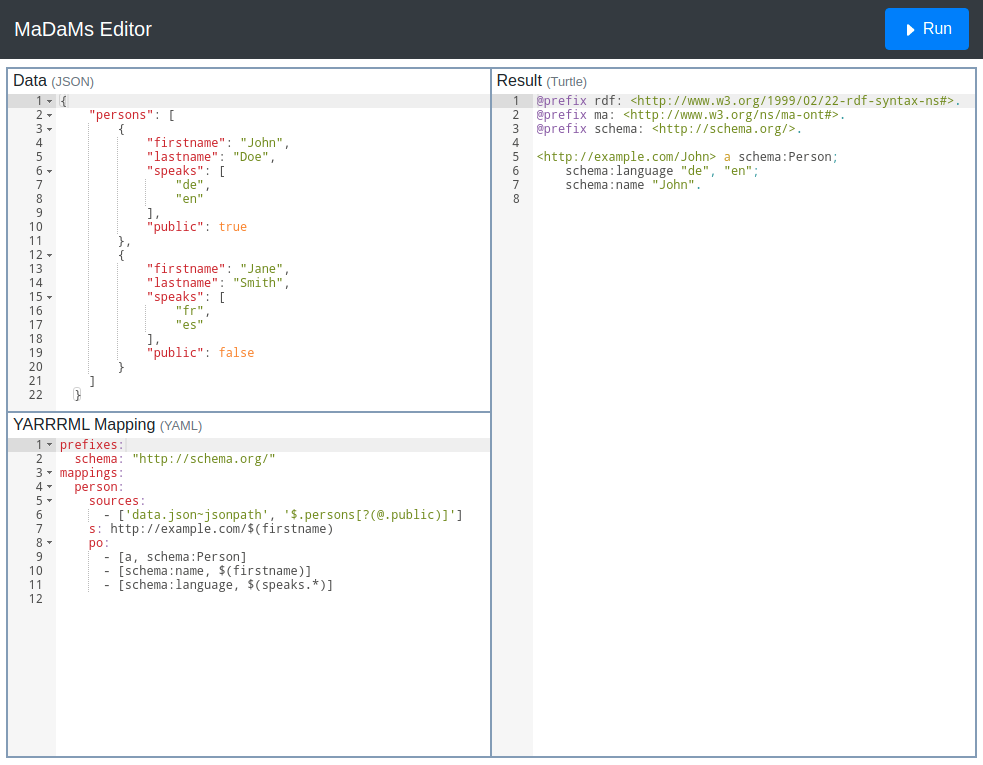 MaDaMs Editor
Run
Data (JSON)
1 {
2 "persons": [
3 {
4 "firstname": "John",
5 "lastname": "Doe",
6 "speaks": [
7 "de",
8 "en"
9 ],
10 "public": true
11 },
12 {
13 "firstname": "Jane",
14 "lastname": "Smith",
15 "speaks": [
16 "fr",
17 "es"
18 ],
19 "public": false
20 }
21 ]
22 }
YARRRML Mapping (YAML)
1 prefixes:
2 schema: "http://schema.org/"
3 mappings:
4 person:
5 sources:
6 - ['data.json~jsonpath', '$.persons[?(@.public)]']
7 s: http://example.com/$(firstname)
8 po:
9 - [a, schema:Person]
10 - [schema:name, $(firstname)]
11 - [schema:language, $(speaks.*)]
12
Result (Turtle)
1 @prefix rdf: <http://www.w3.org/1999/02/22-rdf-syntax-ns#>.
2 @prefix ma: <http://www.w3.org/ns/ma-ont#>.
3 @prefix schema: <http://schema.org/>.
4
5 <http://example.com/John> a schema:Person;
6 schema:language "de", "en";
7 schema:name "John".
8